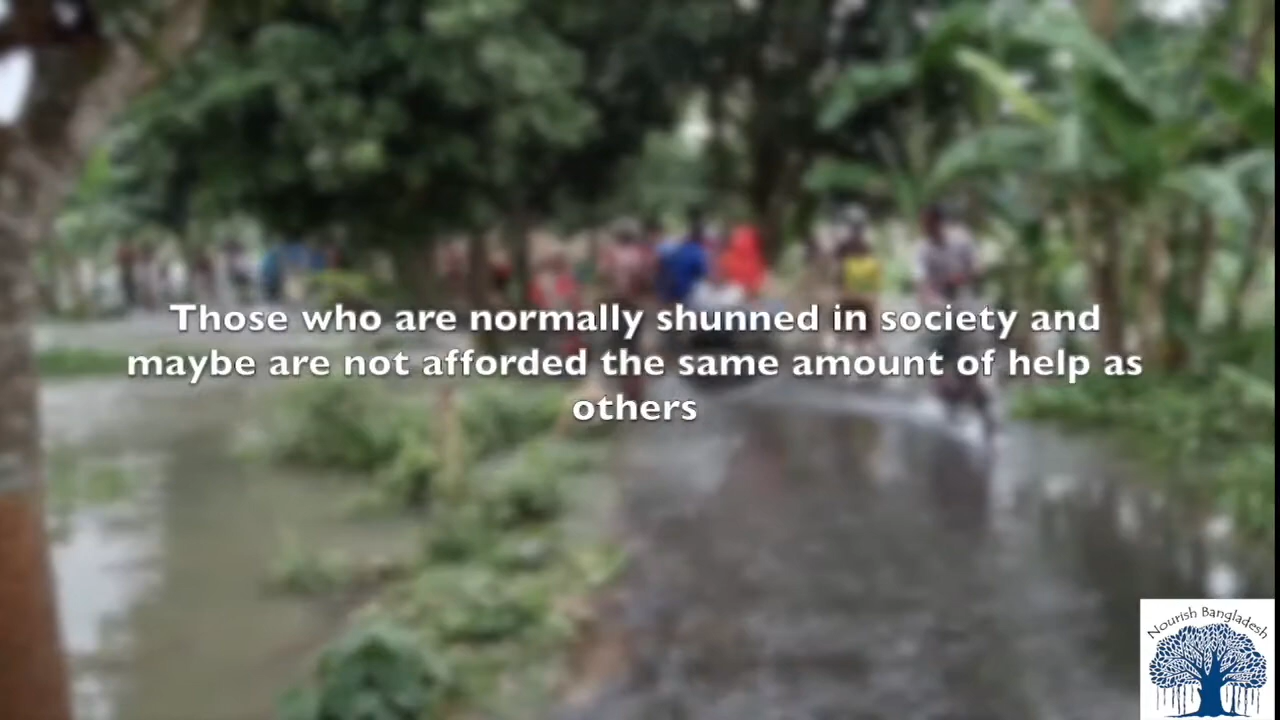 Those who are normally shunned in society and
maybe are not afforded the same amount of help as
others
Nourish Bangladesh